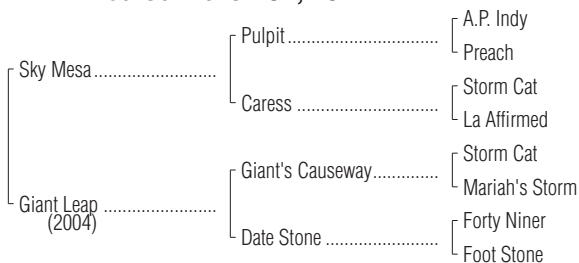 A.P. Indy
Pulpit
Preach
Sky Mesa
Storm Cat
Caress
La Affirmed
Storm Cat
Giant's Causeway
Mariah's Storm
Giant Leap
(2004)
Forty Niner
Date Stone
Foot Stone